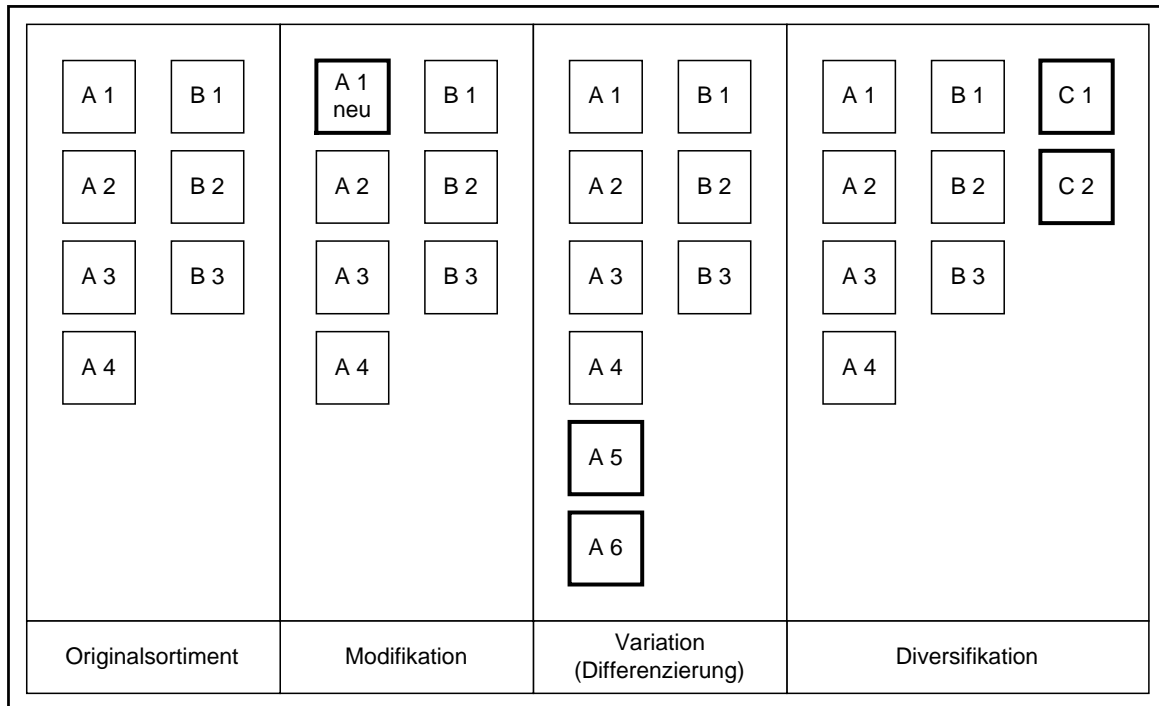 A 1
B 1
A 2
B 2
A 3
B 3
A 4
Originalsortiment
A 1
neu
B 1
A 2
B 2
A 3
B 3
A 4
Modifikation
A 1
B 1
A 2
B 2
A 3
B 3
A 4
A 5
A 6
Variation
(Differenzierung)
A 1
B 1
C 1
A 2
B 2
C 2
A 3
B 3
A 4
Diversifikation